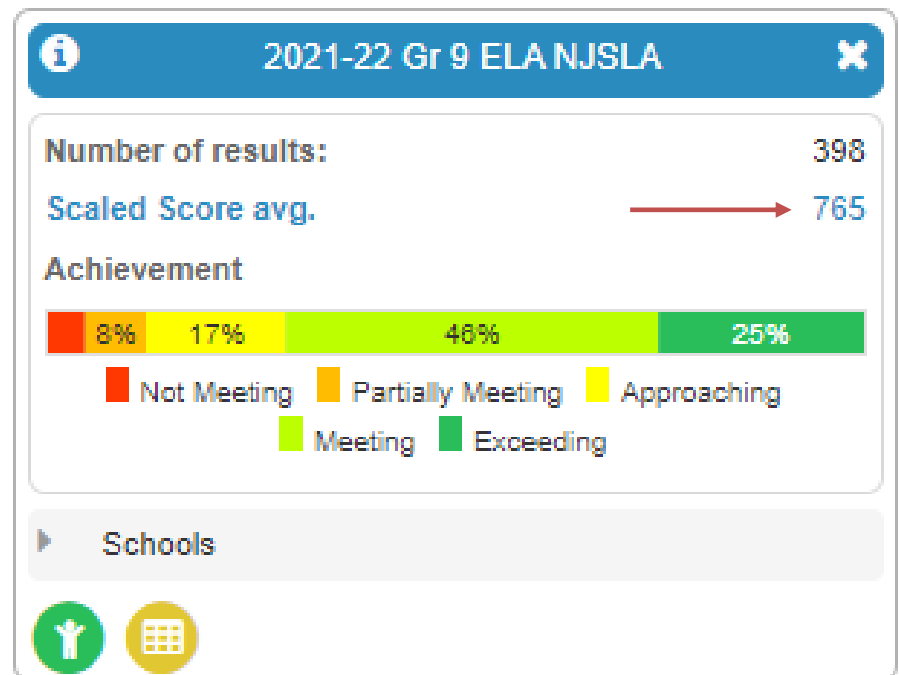 2021-22 Gr 9 ELA NJSLA
Number of results: 398
Scaled Score avg. 765
Achievement
8% 17% 46% 25%
Not Meeting Partially Meeting Approaching
Meeting Exceeding
Schools